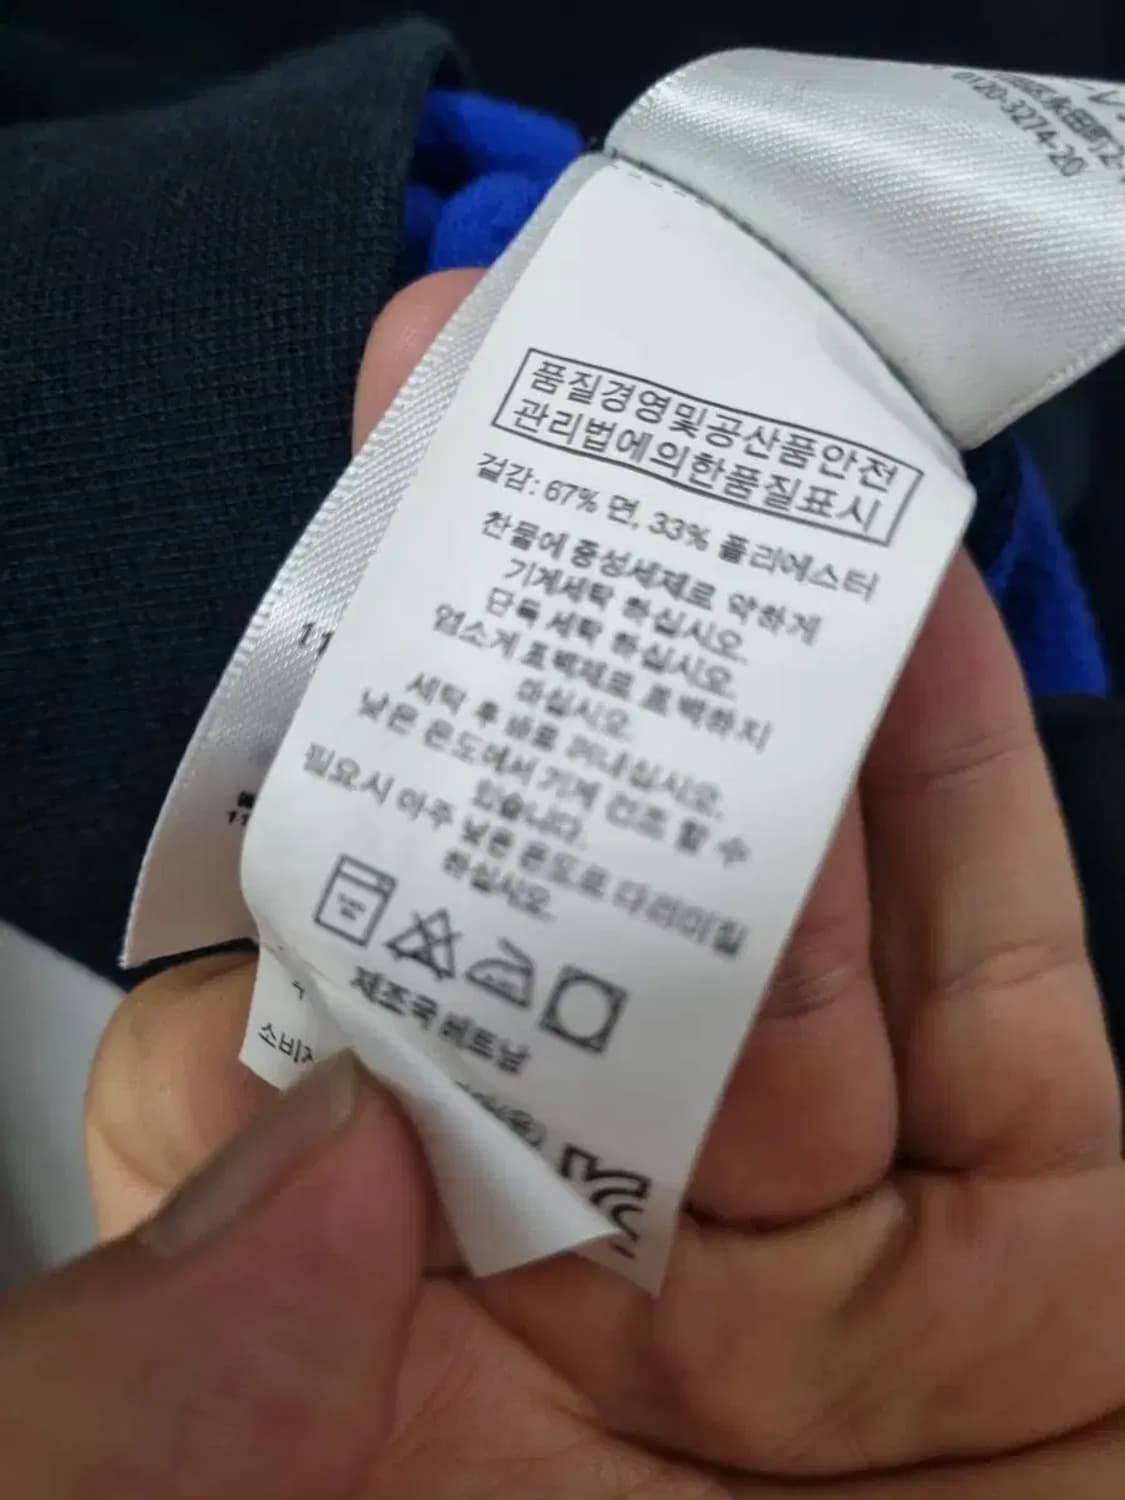 0120-3274-20
품질경영및공산품안전
관리법에의한품질표시
겉감: 67% 면, 33% 폴리에스터
찬물에 중성세제로 약하게
기계세탁 하십시오.
단독 세탁 하십시오.
염소계 표백제로 표백하지
마십시오.
세탁 후 바로 꺼내십시오.
낮은 온도에서 기계 건조 할 수
있습니다.
필요시 아주 낮은 온도로 다리미질
하십시오.
제조국 베트남
소비자